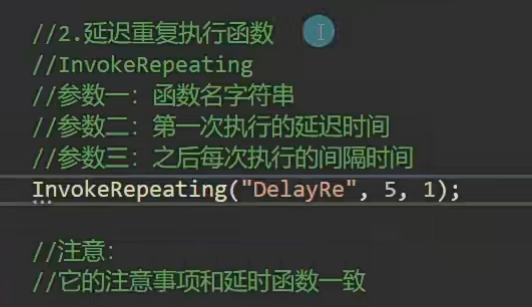 //2.延迟重复执行函数
//InvokeRepeating
//参数一：函数名字符串
//参数二：第一次执行的延迟时间
//参数三：之后每次执行的间隔时间
InvokeRepeating("DelayRe", 5, 1);
//注意：
//它的注意事项和延时函数一致